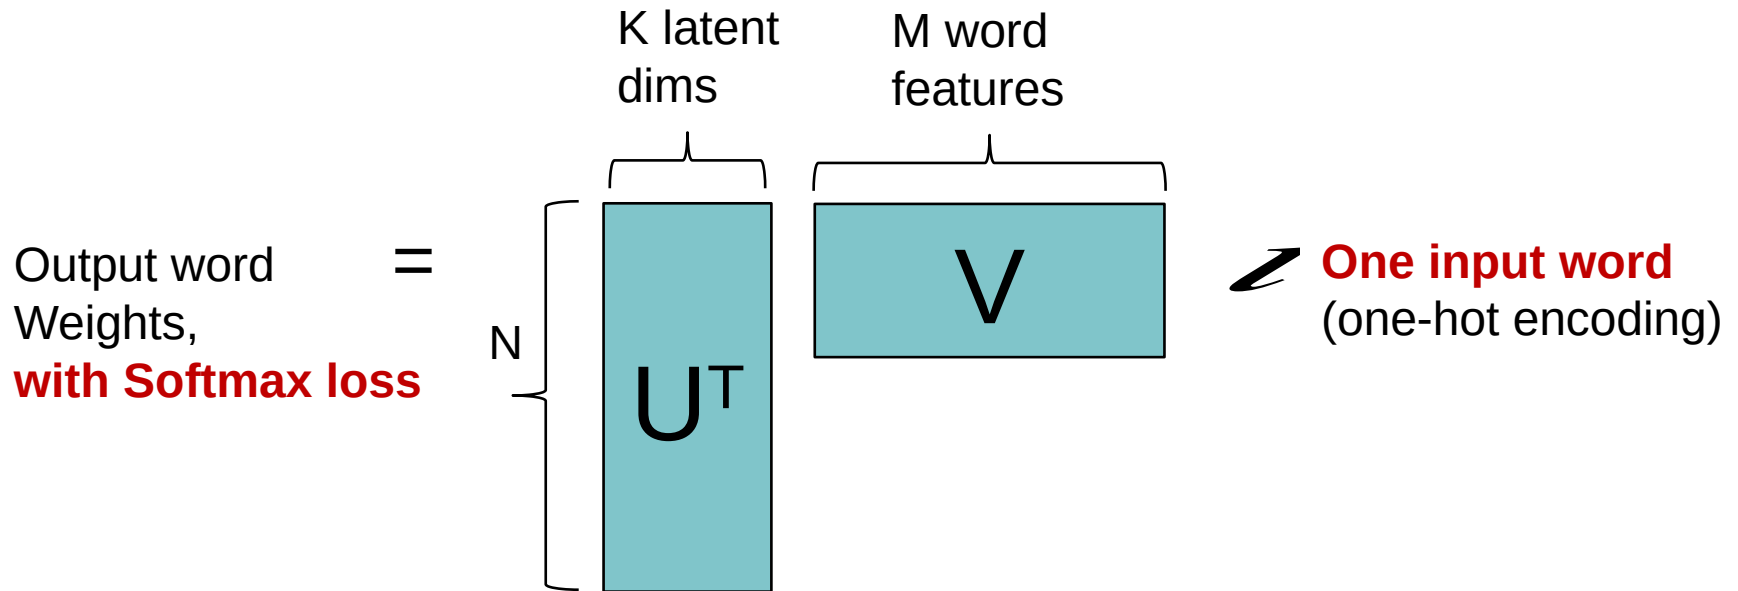 K latent
dims
M word
features
Output word
Weights,
with Softmax loss
=
N
U^T
V
One input word
(one-hot encoding)